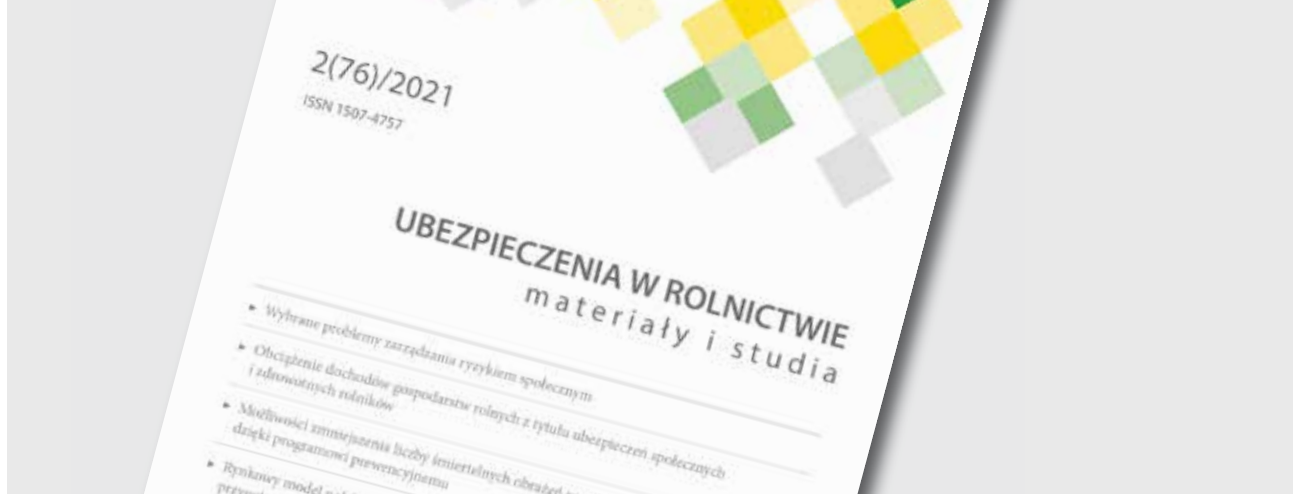 2(76)/2021
ISSN 1507-4757
UBEZPIECZENIA W ROLNICTWIE
materiały i studia
▸ Wybrane problemy zarządzania ryzykiem społecznym
▸ Obciążenie dochodów gospodarstw rolnych z tytułu ubezpieczeń społecznych
i zdrowotnych rolników
▸ Możliwości zmniejszenia liczby śmiertelnych obrażeń
dzięki programowi prewencyjnemu
▸ Rynkowy model